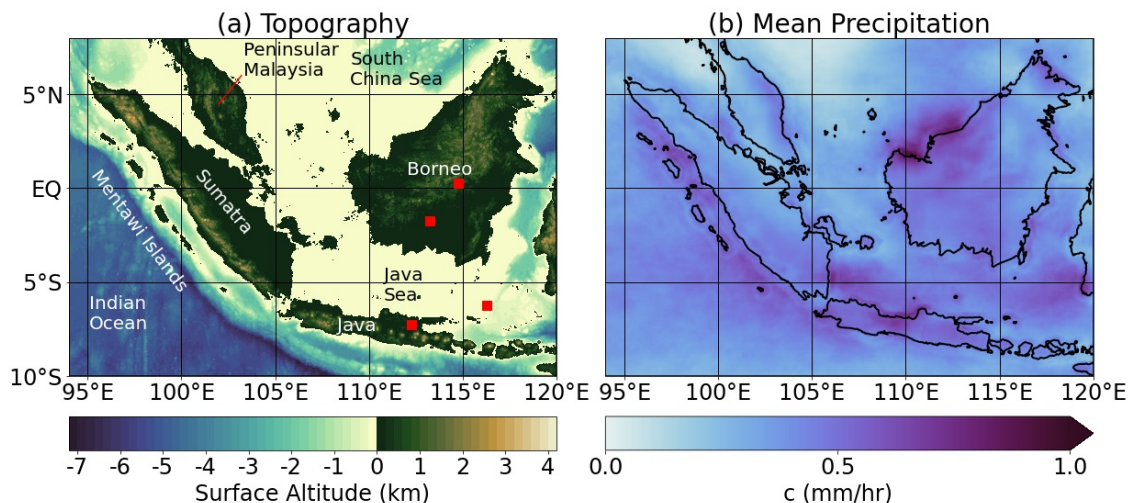 (a) Topography
(b) Mean Precipitation
Peninsular
Malaysia
South
China Sea
5°N
Borneo
EQ
Sumatra
Mentawi Islands
5°S
Java
Sea
Indian
Ocean
Java
10°S
95°E 100°E 105°E 110°E 115°E 120°E
95°E 100°E 105°E 110°E 115°E 120°E
-7 -6 -5 -4 -3 -2 -1 0 1 2 3 4
0.0 0.5 1.0
Surface Altitude (km)
c (mm/hr)